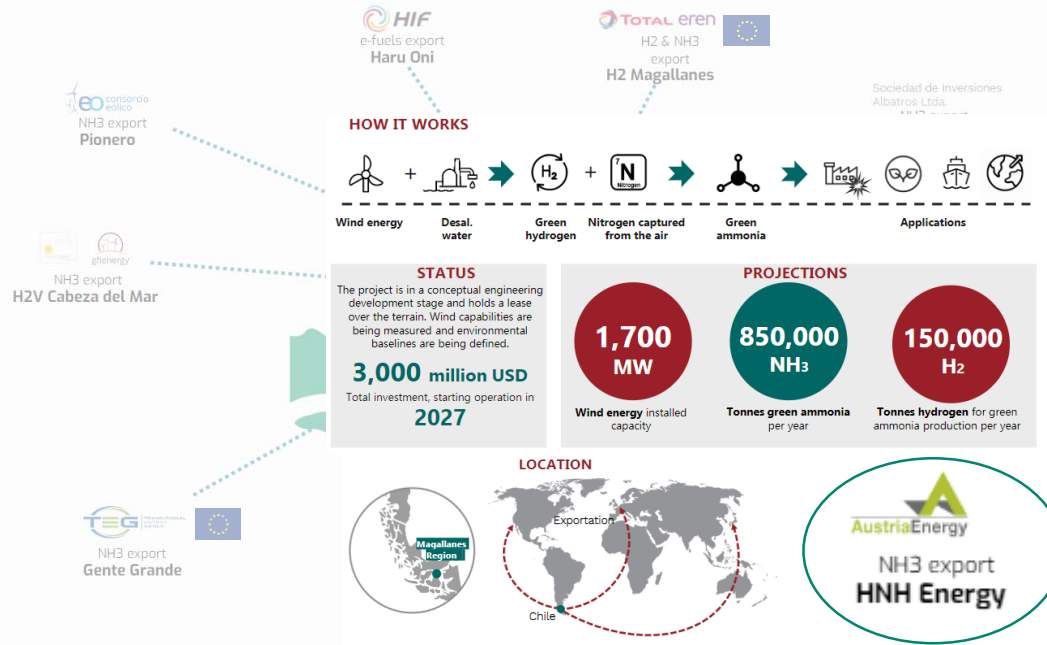 HIF
e-fuels export
Haru Oni
TOTAL eren
H2 & NH3
export
H2 Magallanes
Sociedad de Inversiones
Albatros Ltda.
NH3 export
eo consorcio
eólico
NH3 export
Pionero
ghenergy
NH3 export
H2V Cabeza del Mar
TEG
NH3 export
Gente Grande
HOW IT WORKS
+
H₂
+
7
N
Nitrogen
Wind energy
Desal.
water
Green
hydrogen
Nitrogen captured
from the air
Green
ammonia
Applications
STATUS
The project is in a conceptual engineering
development stage and holds a lease
over the terrain. Wind capabilities are
being measured and environmental
baselines are being defined.
3,000 million USD
Total investment, starting operation in
2027
PROJECTIONS
1,700
MW
Wind energy installed
capacity
850,000
NH₃
Tonnes green ammonia
per year
150,000
H₂
Tonnes hydrogen for green
ammonia production per year
LOCATION
Magallanes
Region
Exportation
Chile
AustriaEnergy
NH3 export
HNH Energy